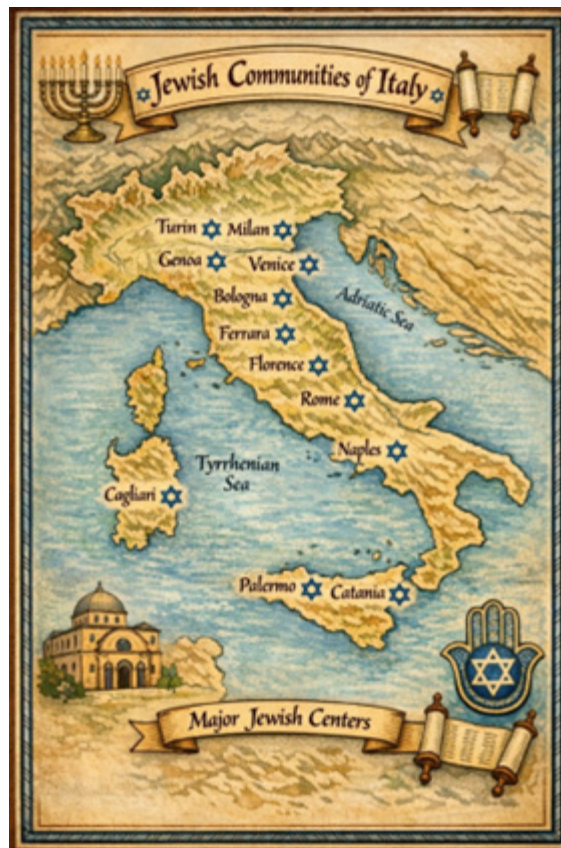 Jewish Communities of Italy
Turin
Milan
Genoa
Venice
Bologna
Adriatic Sea
Ferrara
Florence
Rome
Naples
Tyrrhenian
Sea
Cagliari
Palermo
Catania
Major Jewish Centers